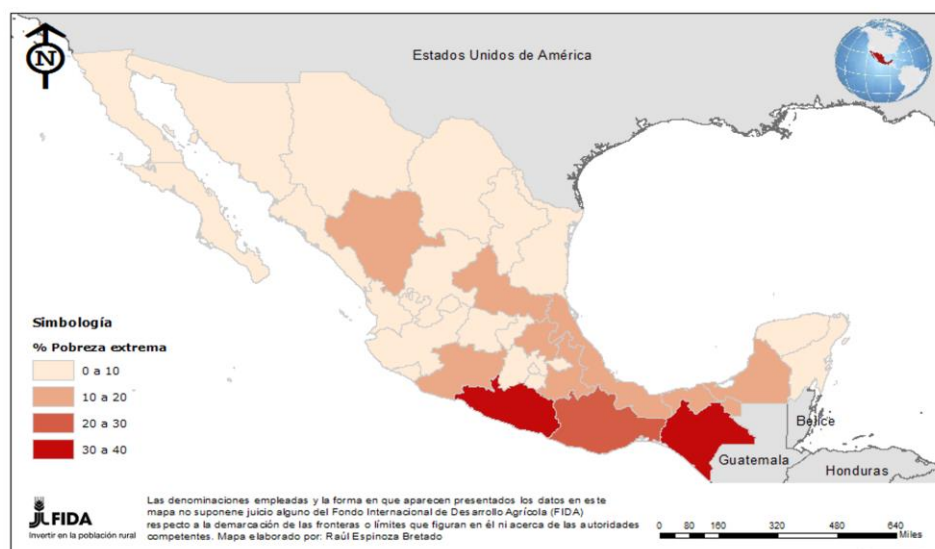 N
Estados Unidos de América
Simbología
% Pobreza extrema
0 a 10
10 a 20
20 a 30
30 a 40
Belice
Guatemala
Honduras
FIDA
Invertir en la población rural
Las denominaciones empleadas y la forma en que aparecen presentados los datos en este
mapa no suponene juicio alguno del Fondo Internacional de Desarrollo Agrícola (FIDA)
respecto a la demarcación de las fronteras o límites que figuran en él ni acerca de las autoridades
competentes. Mapa elaborado por: Raúl Espinoza Bretado
0 80 160 320 480 640
Miles